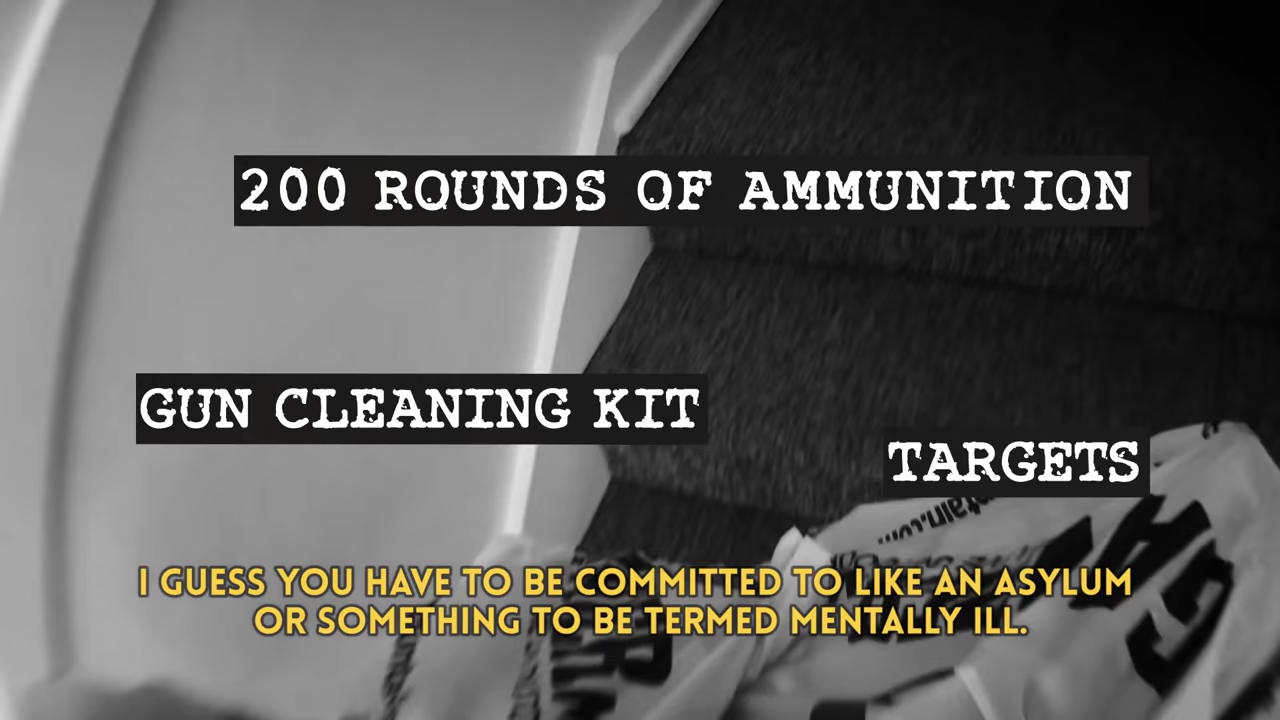 200 ROUNDS OF AMMUNITION
GUN CLEANING KIT
TARGETS
I GUESS YOU HAVE TO BE COMMITTED TO LIKE AN ASYLUM
OR SOMETHING TO BE TERMED MENTALLY ILL.